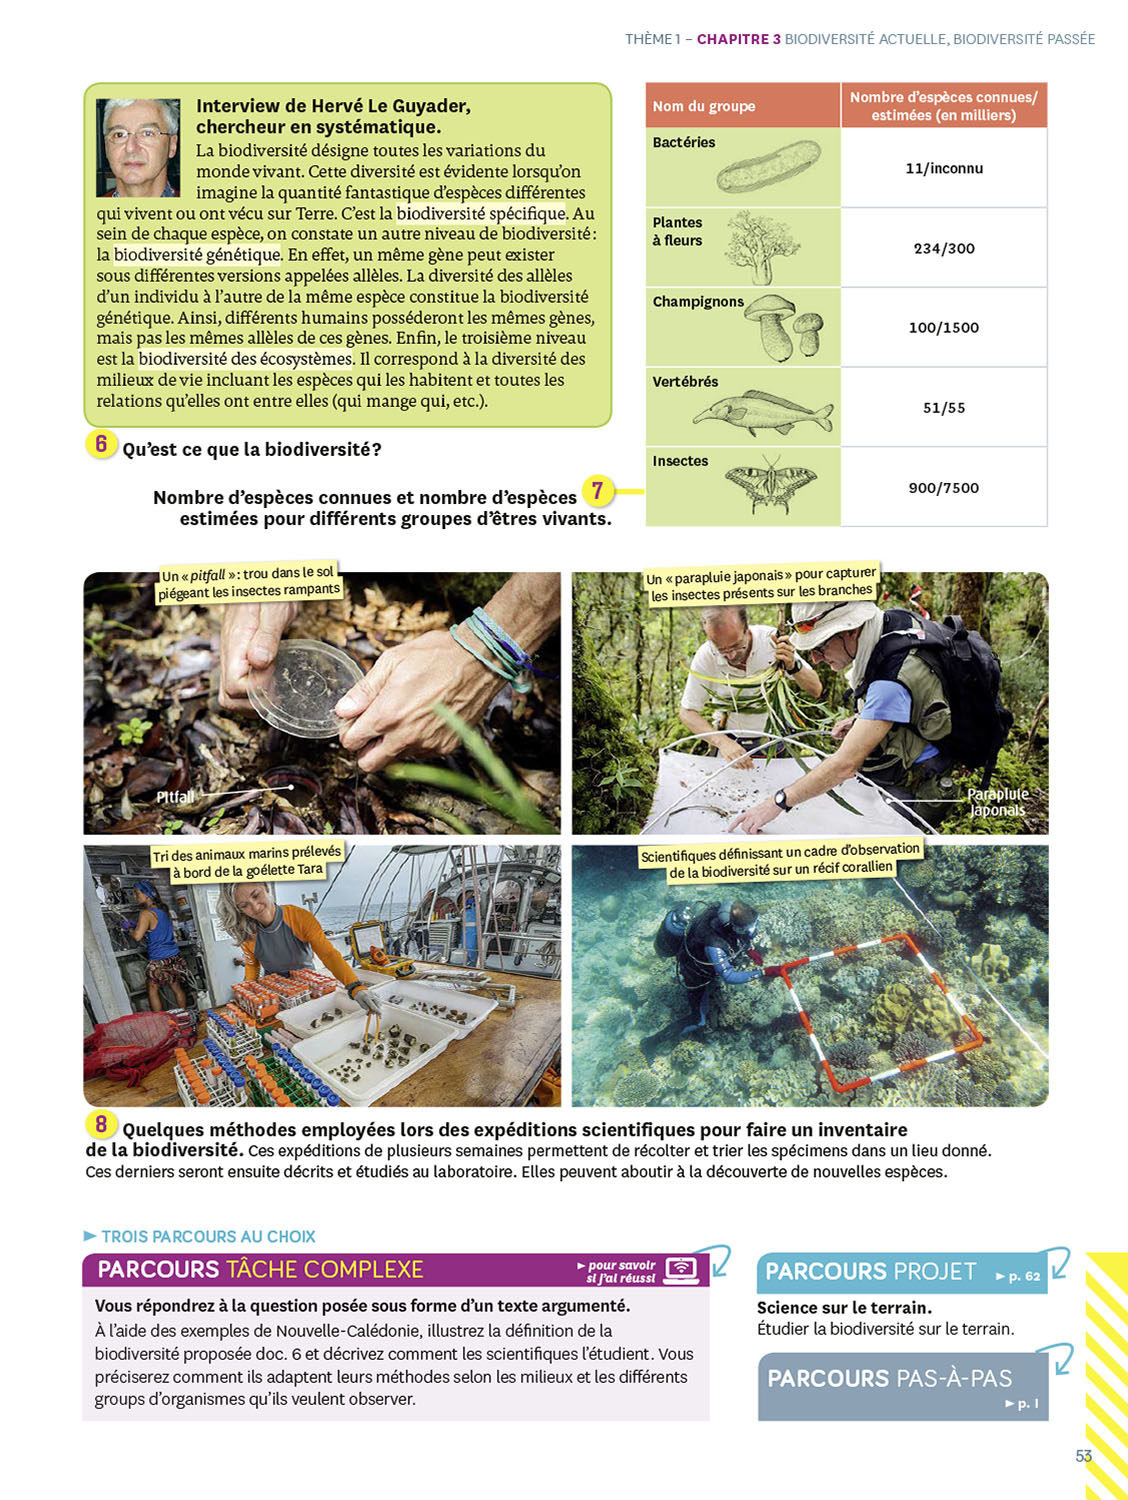 THÈME 1 – CHAPITRE 3 BIODIVERSITÉ ACTUELLE, BIODIVERSITÉ PASSÉE
Interview de Hervé Le Guyader,
chercheur en systématique.
La biodiversité désigne toutes les variations du
monde vivant. Cette diversité est évidente lorsqu’on
imagine la quantité fantastique d’espèces différentes
qui vivent ou ont vécu sur Terre. C’est la biodiversité spécifique. Au
sein de chaque espèce, on constate un autre niveau de biodiversité :
la biodiversité génétique. En effet, un même gène peut exister
sous différentes versions appelées allèles. La diversité des allèles
d’un individu à l’autre de la même espèce constitue la biodiversité
génétique. Ainsi, différents humains posséderont les mêmes gènes,
mais pas les mêmes allèles de ces gènes. Enfin, le troisième niveau
est la biodiversité des écosystèmes. Il correspond à la diversité des
milieux de vie incluant les espèces qui les habitent et toutes les
relations qu’elles ont entre elles (qui mange qui, etc.).
6 Qu’est ce que la biodiversité ?
Nom du groupe
Nombre d’espèces connues/
estimées (en milliers)
Bactéries
11/inconnu
Plantes
à fleurs
234/300
Champignons
100/1500
Vertébrés
51/55
Insectes
900/7500
Nombre d’espèces connues et nombre d’espèces 7
estimées pour différents groupes d’êtres vivants.
Un « pitfall » : trou dans le sol
piégeant les insectes rampants
Pitfall
Un « parapluie japonais » pour capturer
les insectes présents sur les branches
Parapluie
japonais
Tri des animaux marins prélevés
à bord de la goélette Tara
Scientifiques définissant un cadre d’observation
de la biodiversité sur un récif corallien
8 Quelques méthodes employées lors des expéditions scientifiques pour faire un inventaire
de la biodiversité. Ces expéditions de plusieurs semaines permettent de récolter et trier les spécimens dans un lieu donné.
Ces derniers seront ensuite décrits et étudiés au laboratoire. Elles peuvent aboutir à la découverte de nouvelles espèces.
► TROIS PARCOURS AU CHOIX
PARCOURS TÂCHE COMPLEXE
► pour savoir
si j’ai réussi
Vous répondrez à la question posée sous forme d’un texte argumenté.
À l’aide des exemples de Nouvelle-Calédonie, illustrez la définition de la
biodiversité proposée doc. 6 et décrivez comment les scientifiques l’étudient. Vous
préciserez comment ils adaptent leurs méthodes selon les milieux et les différents
groups d’organismes qu’ils veulent observer.
PARCOURS PROJET ► p. 62
Science sur le terrain.
Étudier la biodiversité sur le terrain.
PARCOURS PAS-À-PAS
► p. I
53